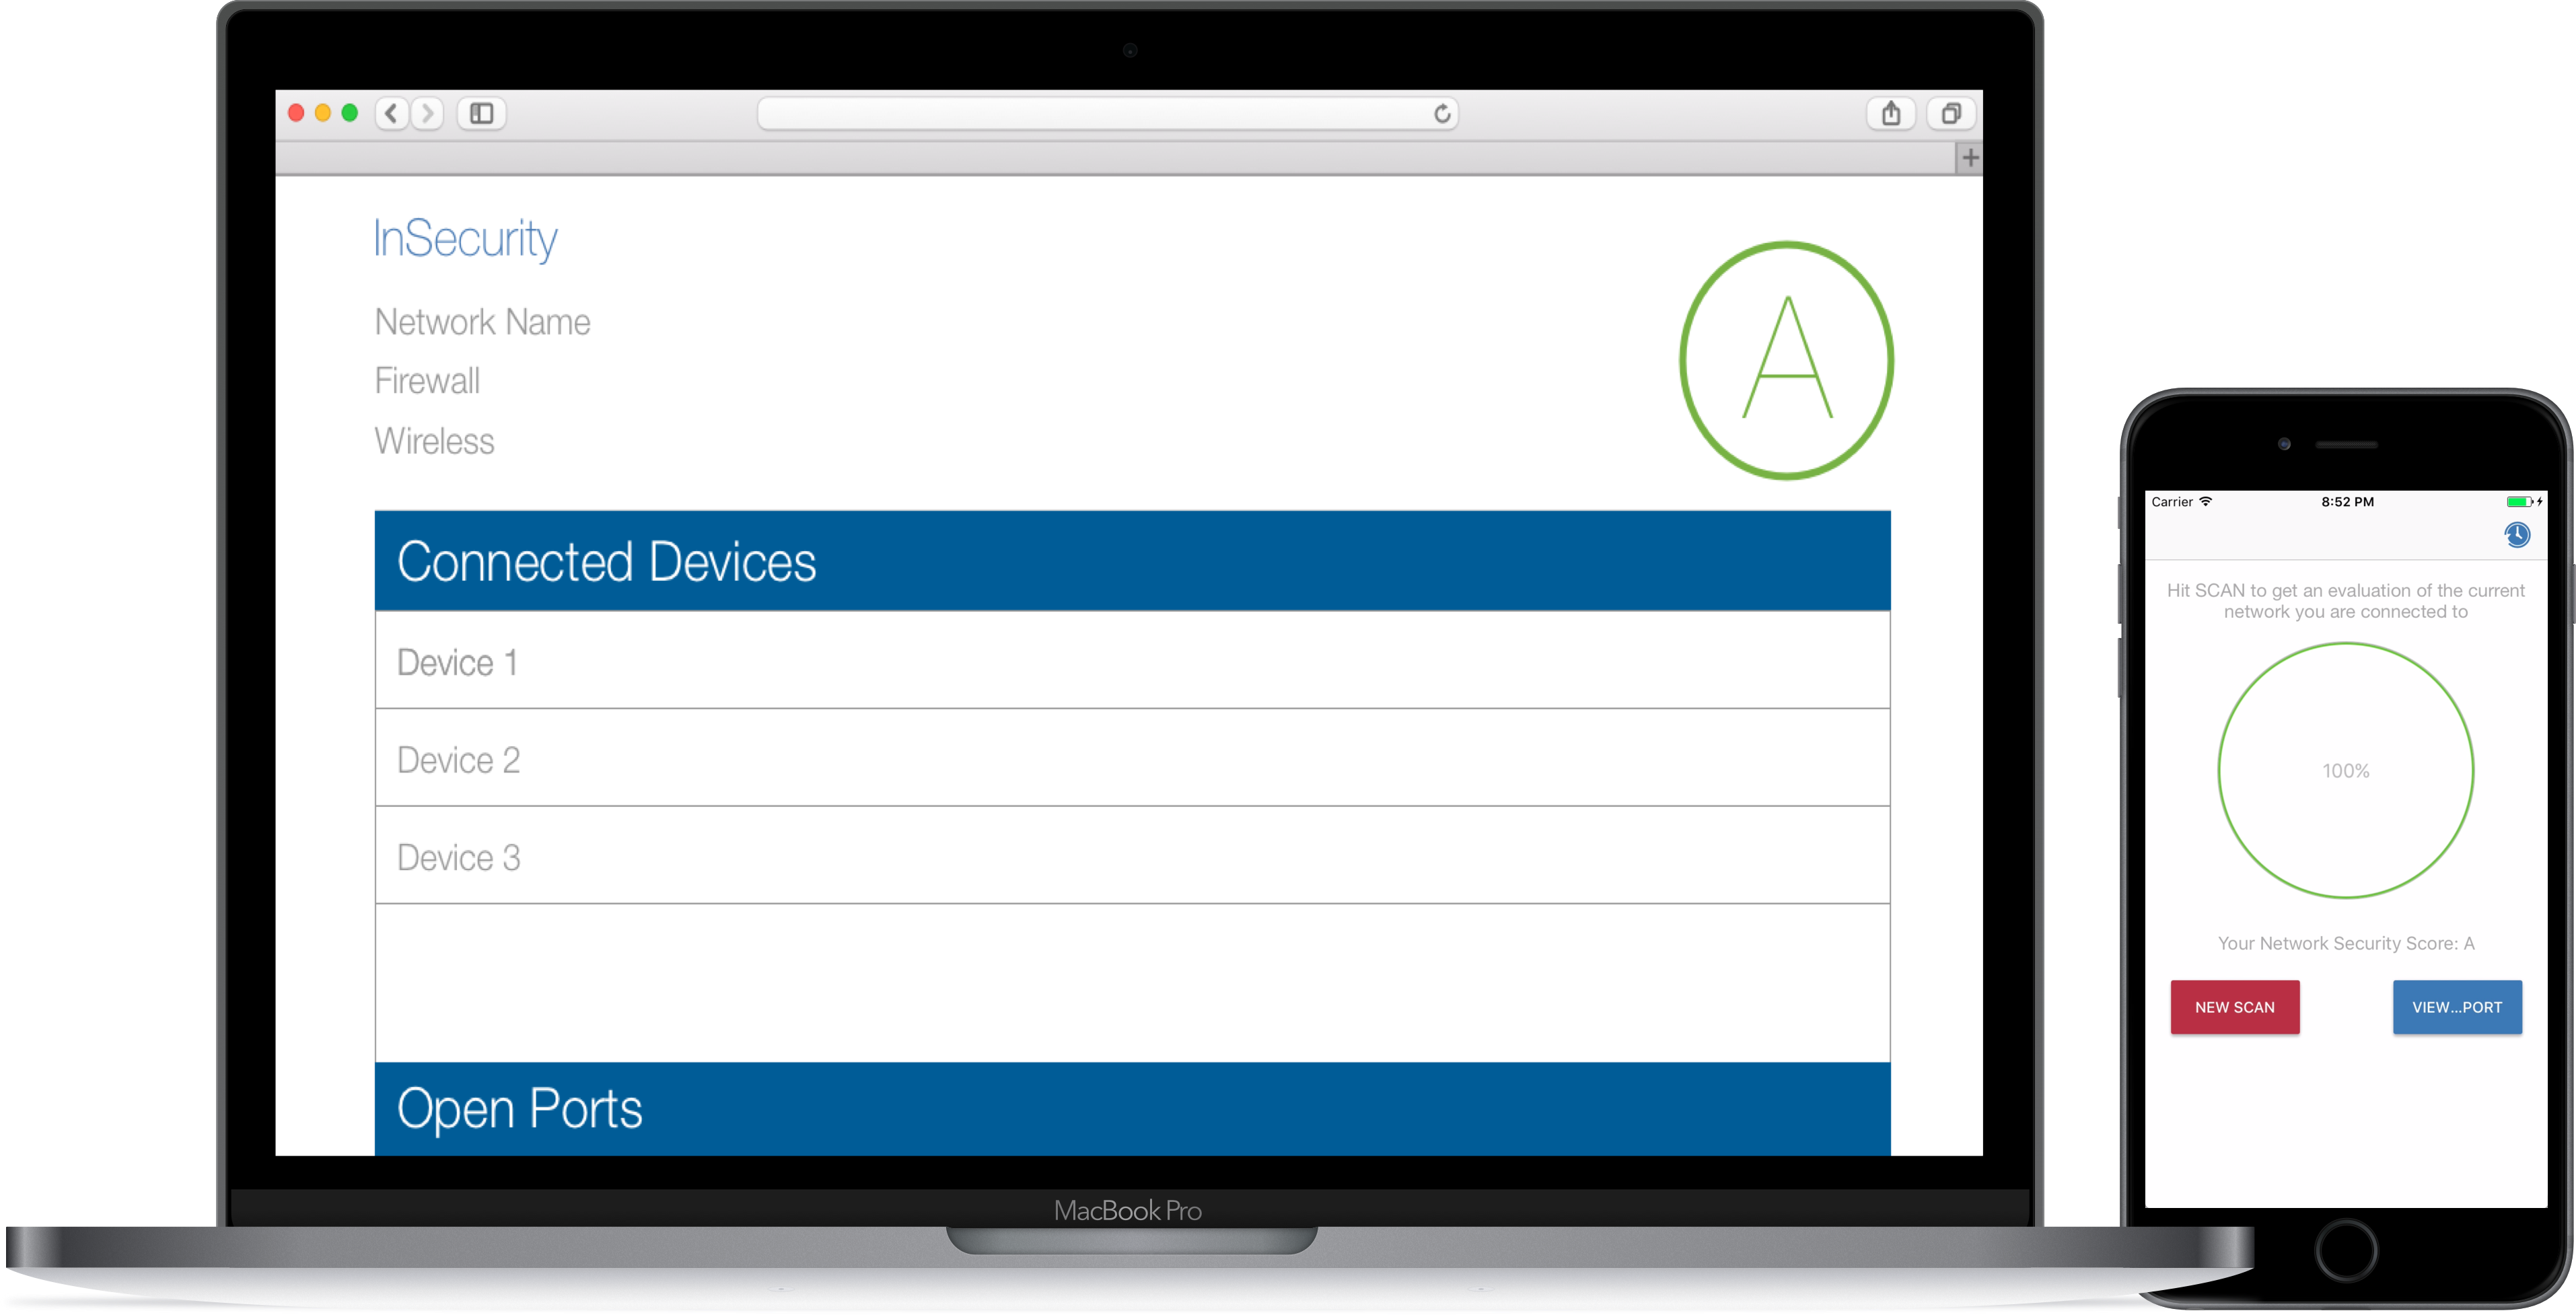 InSecurity
Network Name
Firewall
Wireless
A
Connected Devices
Device 1
Device 2
Device 3
Open Ports
MacBook Pro
Carrier
8:52 PM
Hit SCAN to get an evaluation of the current
network you are connected to
100%
Your Network Security Score: A
NEW SCAN
VIEW...PORT